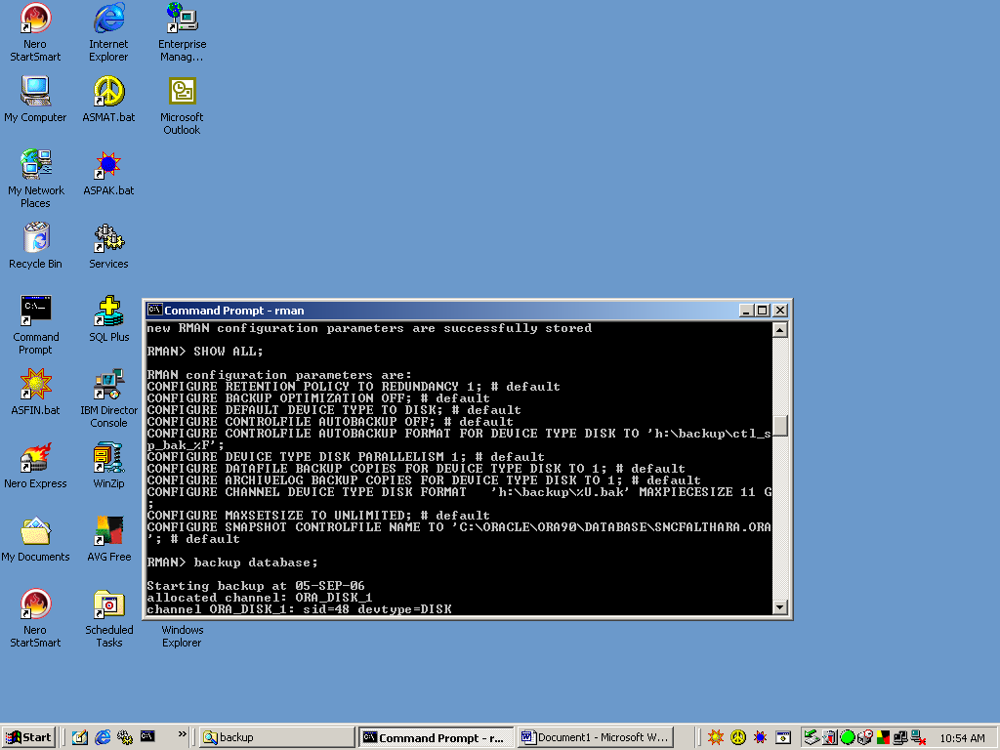 Nero
StartSmart
Internet
Explorer
Enterprise
Manag...
My Computer
ASMAT.bat
Microsoft
Outlook
My Network
Places
ASPAK.bat
Recycle Bin
Services
Command
Prompt
SQL Plus
ASFIN.bat
IBM Director
Console
Nero Express
WinZip
My Documents
AVG Free
Nero
StartSmart
Scheduled
Tasks
Windows
Explorer
Command Prompt - rman
new RMAN configuration parameters are successfully stored
RMAN> SHOW ALL;
RMAN configuration parameters are:
CONFIGURE RETENTION POLICY TO REDUNDANCY 1; # default
CONFIGURE BACKUP OPTIMIZATION OFF; # default
CONFIGURE DEFAULT DEVICE TYPE TO DISK; # default
CONFIGURE CONTROLFILE AUTOBACKUP OFF; # default
CONFIGURE CONTROLFILE AUTOBACKUP FORMAT FOR DEVICE TYPE DISK TO 'h:\backup\ctl_s
p_bak_%F';
CONFIGURE DEVICE TYPE DISK PARALLELISM 1; # default
CONFIGURE DATAFILE BACKUP COPIES FOR DEVICE TYPE DISK TO 1; # default
CONFIGURE ARCHIVELOG BACKUP COPIES FOR DEVICE TYPE DISK TO 1; # default
CONFIGURE CHANNEL DEVICE TYPE DISK FORMAT   'h:\backup\%U.bak' MAXPIECESIZE 11 G
;
CONFIGURE MAXSETSIZE TO UNLIMITED; # default
CONFIGURE SNAPSHOT CONTROLFILE NAME TO 'C:\ORACLE\ORA90\DATABASE\SNCFALTHARA.ORA
'; # default
RMAN> backup database;
Starting backup at 05-SEP-06
allocated channel: ORA_DISK_1
channel ORA_DISK_1: sid=48 devtype=DISK
Start
»
backup
Command Prompt - r...
Document1 - Microsoft W...
10:54 AM